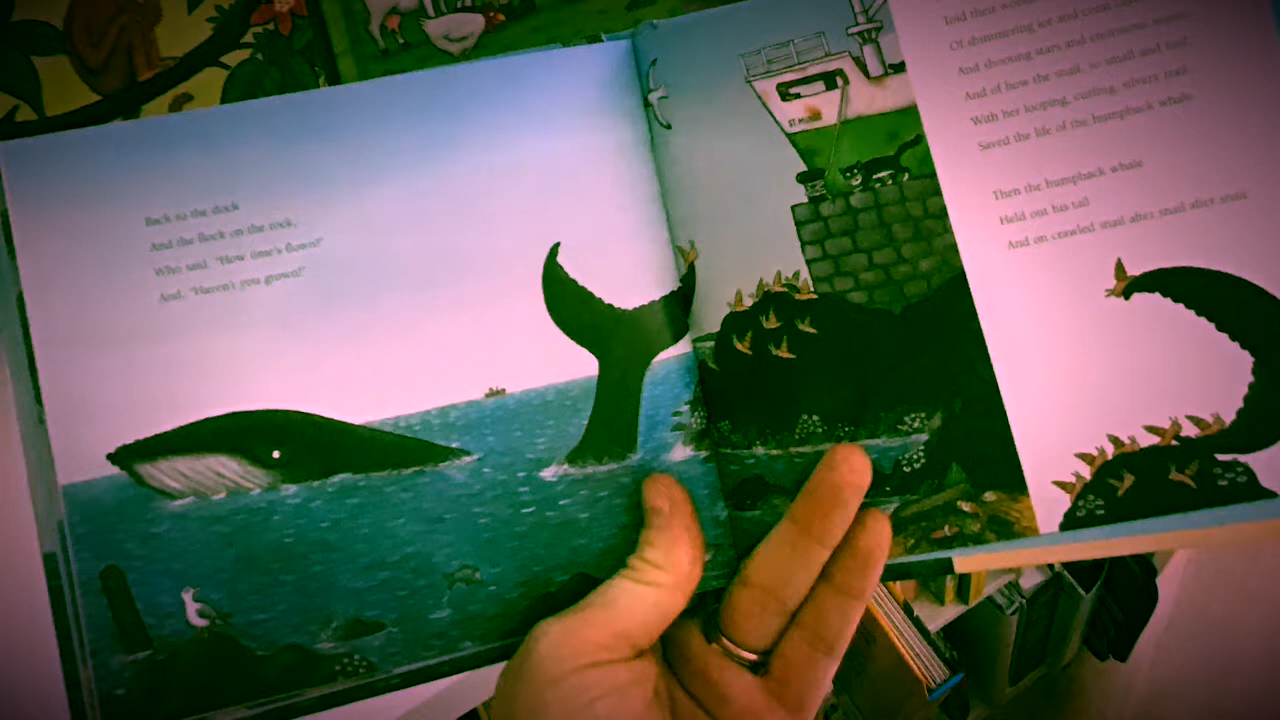 Back to the dock
And the flock on the rock,
Who said, "How time's flown!"
And, "Haven't you grown!"
ST.
Told their
Of shimmering ice and coral
And shooting stars and enormous
And of how the snail, so small and frail,
With her looping, curling, silvery trail,
Saved the life of the humpback whale.
Then the humpback whale
Held out his tail
And on crawled snail after snail after snail